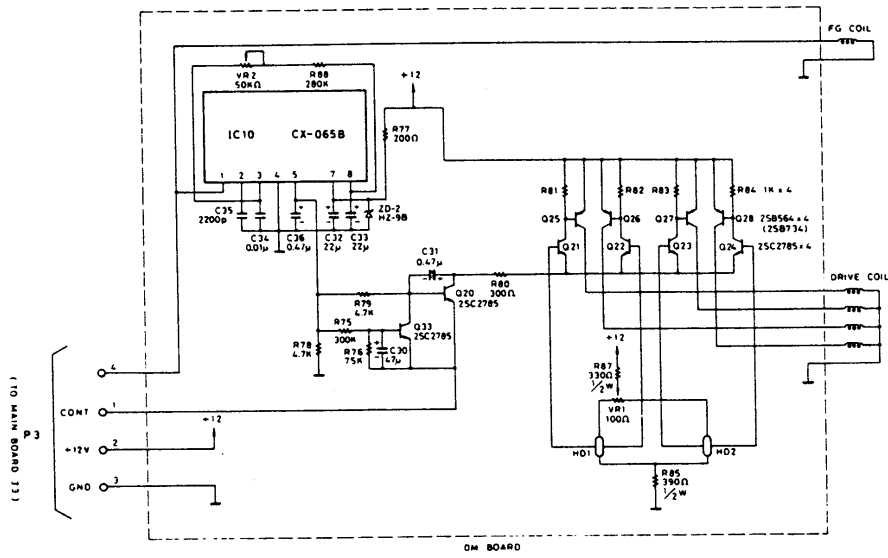 FG COIL
VR2
50KΩ
R88
280K
+12
IC10 CX-065B
R77
200Ω
1 2 3 4 5 7 8
C35
2200p
C34
0.01μ
C36
0.47μ
C32
22μ
C33
22μ
ZD-2
HZ-9B
R81
R82
R83
R84 1K x 4
Q25
Q26
Q27
Q28 2SB564 x 4
(2SB734)
Q21
Q22
Q23
Q24 2SC2785 x 4
C31
0.47μ
Q20
2SC2785
R80
300Ω
DRIVE COIL
R79
4.7K
R75
300K
Q33
2SC2785
R78
4.7K
R76
75K
C30
47μ
+12
R87
330Ω
1/2 W
VR1
100Ω
HD1
HD2
R85
390Ω
1/2 W
(TO MAIN BOARD J3)
P3
4
CONT 1
+12V 2
+12
GND 3
DM BOARD